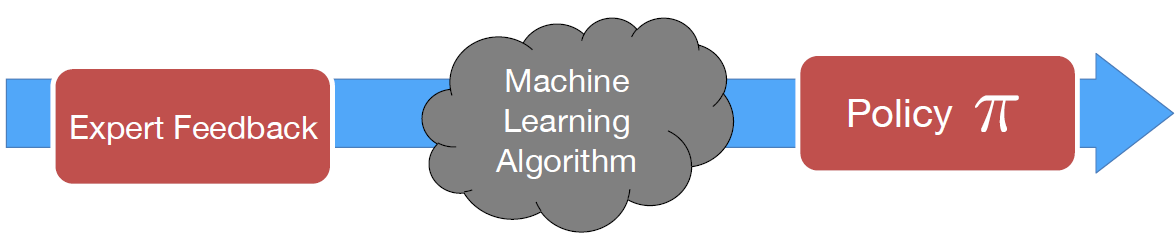 Expert Feedback
Machine
Learning
Algorithm
Policy π